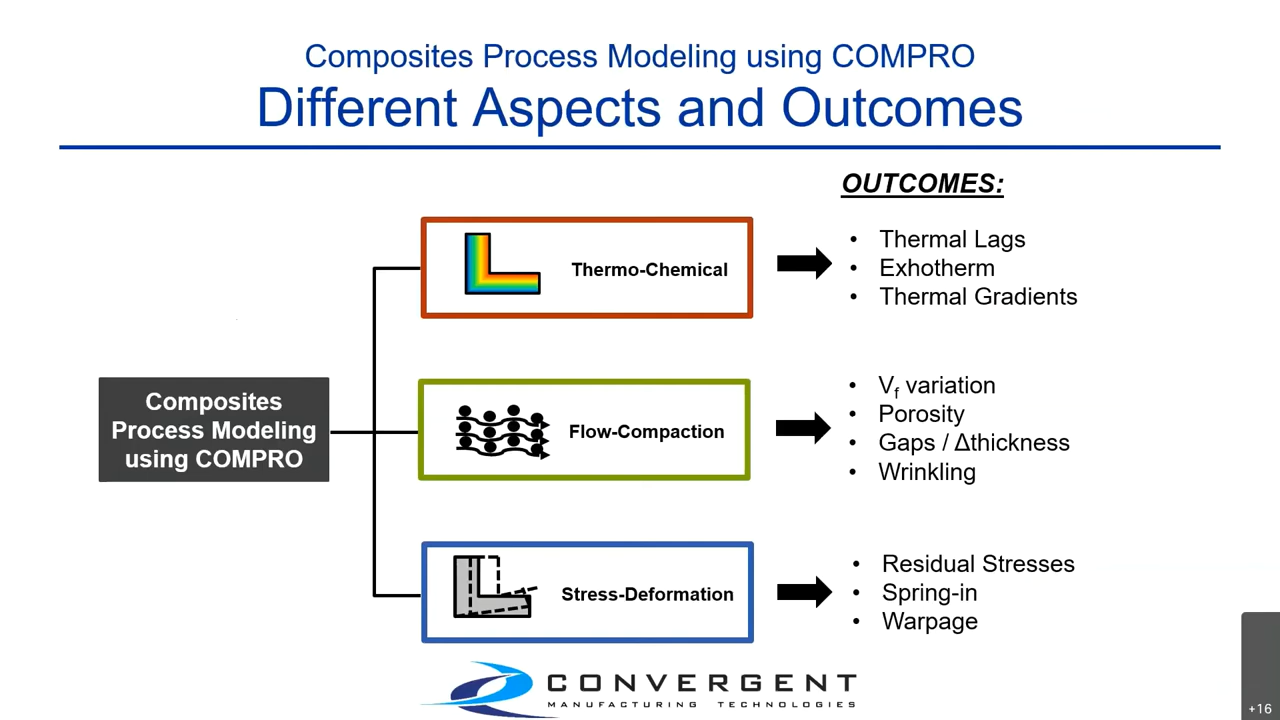 Composites Process Modeling using COMPRO
Different Aspects and Outcomes
OUTCOMES:
Thermo-Chemical
• Thermal Lags
• Exhotherm
• Thermal Gradients
Composites
Process Modeling
using COMPRO
Flow-Compaction
• Vf variation
• Porosity
• Gaps / Δthickness
• Wrinkling
Stress-Deformation
• Residual Stresses
• Spring-in
• Warpage
CONVERGENT
MANUFACTURING TECHNOLOGIES
+16